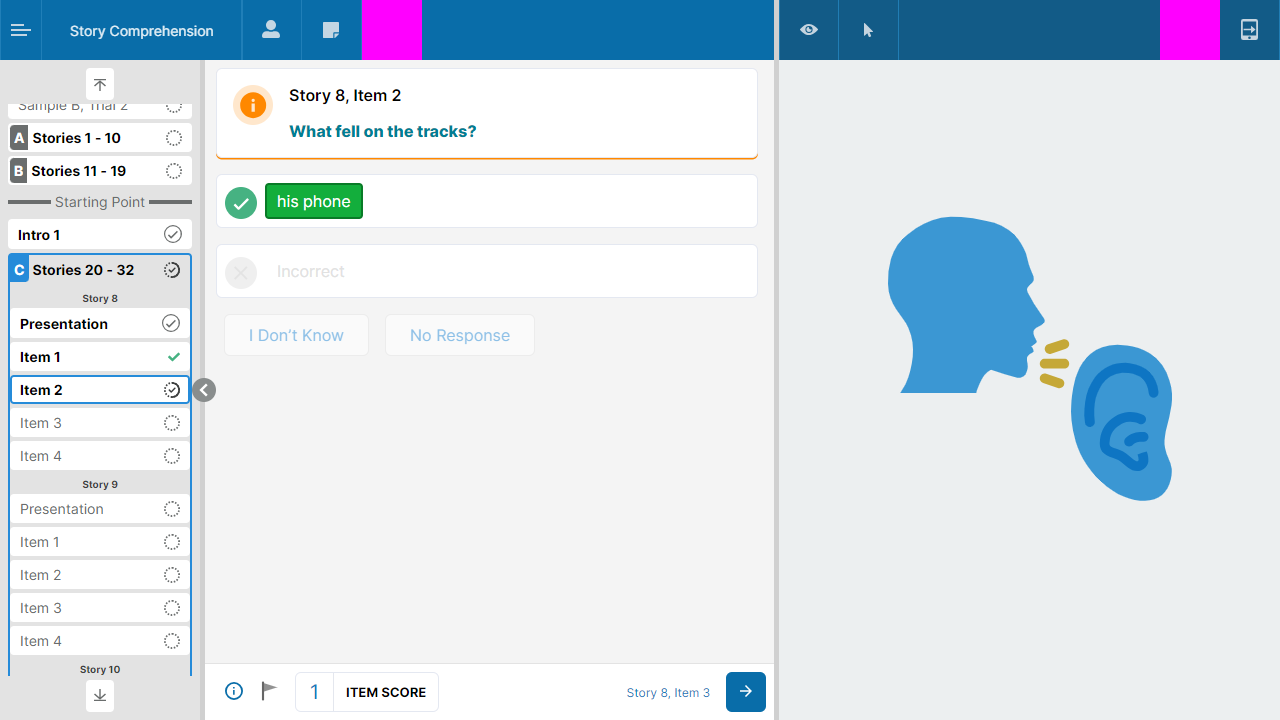 Story Comprehension
Sample B, Trial 2
A Stories 1 - 10
B Stories 11 - 19
Starting Point
Intro 1
C Stories 20 - 32
Story 8
Presentation
Item 1
Item 2
Item 3
Item 4
Story 9
Presentation
Item 1
Item 2
Item 3
Item 4
Story 10
Story 8, Item 2
What fell on the tracks?
his phone
Incorrect
I Don't Know
No Response
1 ITEM SCORE
Story 8, Item 3